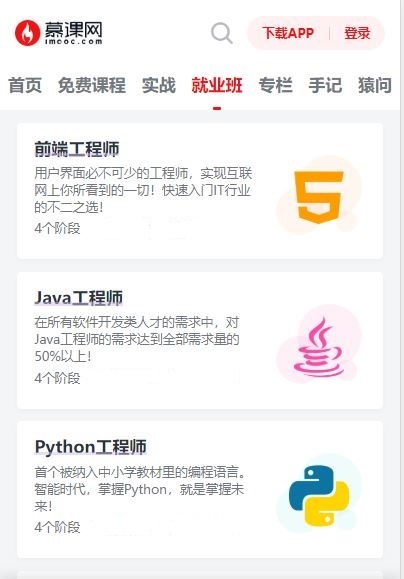 慕课网
imooc.com
下载APP
登录
首页 免费课程 实战 就业班 专栏 手记 猿问
前端工程师
用户界面必不可少的工程师，实现互联
网上你所看到的一切！快速入门IT行业
的不二之选！
4个阶段
Java工程师
在所有软件开发类人才的需求中，对
Java工程师的需求达到全部需求量的
50%以上！
4个阶段
Python工程师
首个被纳入中小学教材里的编程语言。
智能时代，掌握Python，就是掌握未
来！
4个阶段